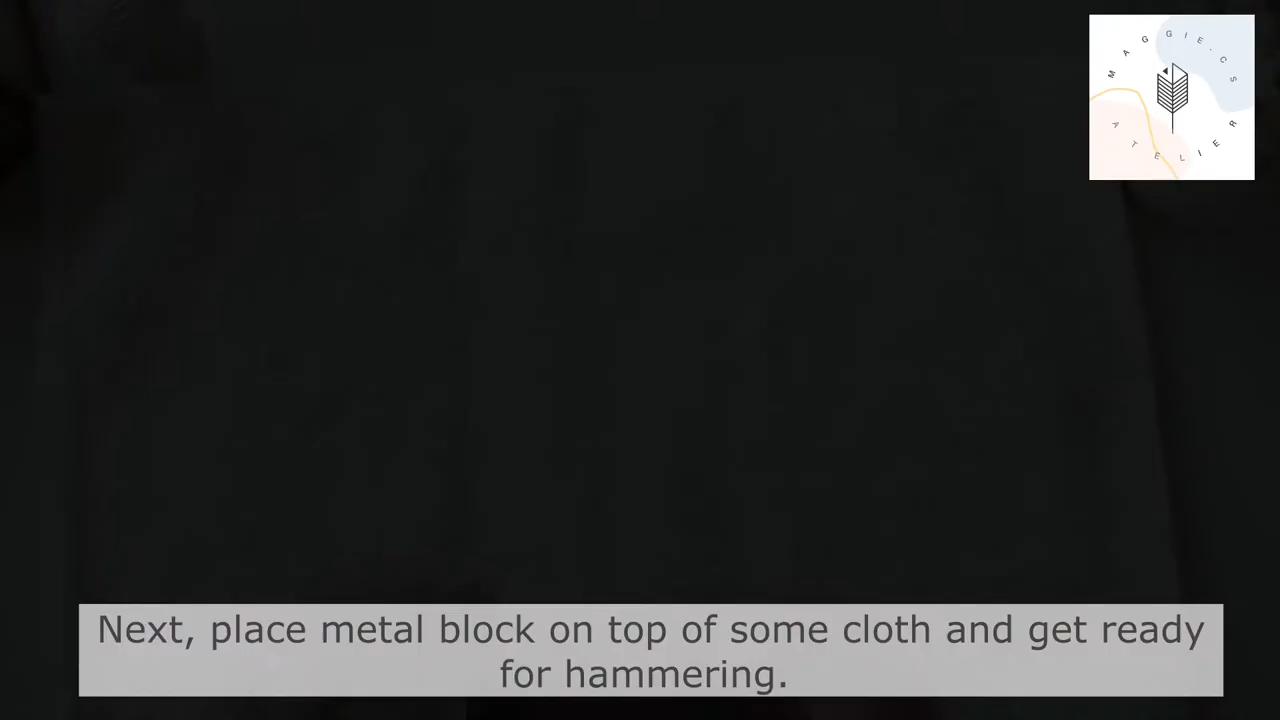 MAGGIE.CS
ATELIER
Next, place metal block on top of some cloth and get ready
for hammering.